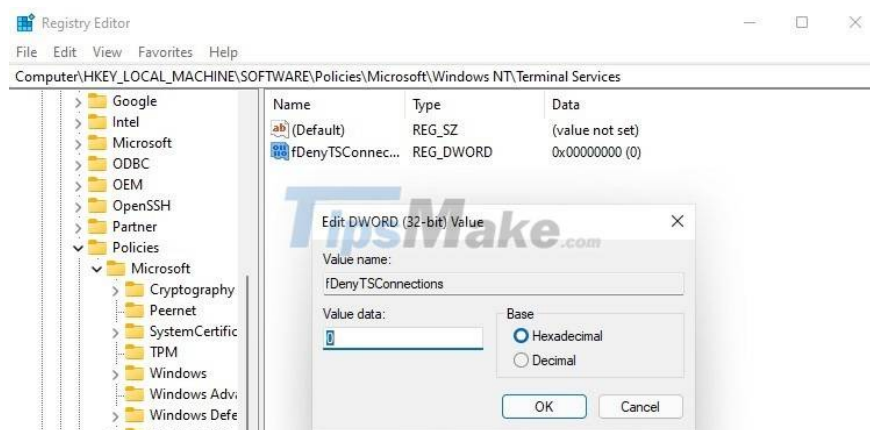 Registry Editor
File Edit View Favorites Help
Computer\HKEY_LOCAL_MACHINE\SOFTWARE\Policies\Microsoft\Windows NT\Terminal Services
Google
Intel
Microsoft
ODBC
OEM
OpenSSH
Partner
Policies
Microsoft
Cryptography
Peernet
SystemCertific
TPM
Windows
Windows Adva
Windows Defe
Name Type Data
ab (Default) REG_SZ (value not set)
fDenyTSConnec... REG_DWORD 0x00000000 (0)
TipsMake.com
Edit DWORD (32-bit) Value
Value name:
fDenyTSConnections
Value data:
0
Base
Hexadecimal
Decimal
OK Cancel